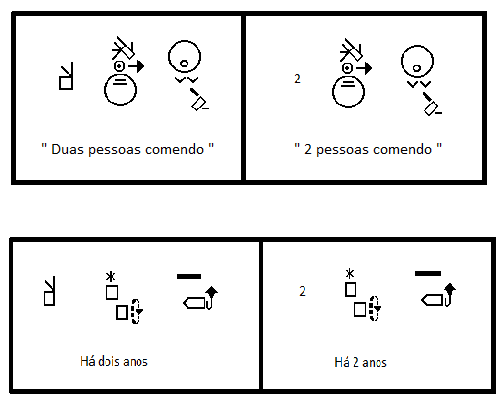 2
" Duas pessoas comendo "
" 2 pessoas comendo "
2
Há dois anos
Há 2 anos